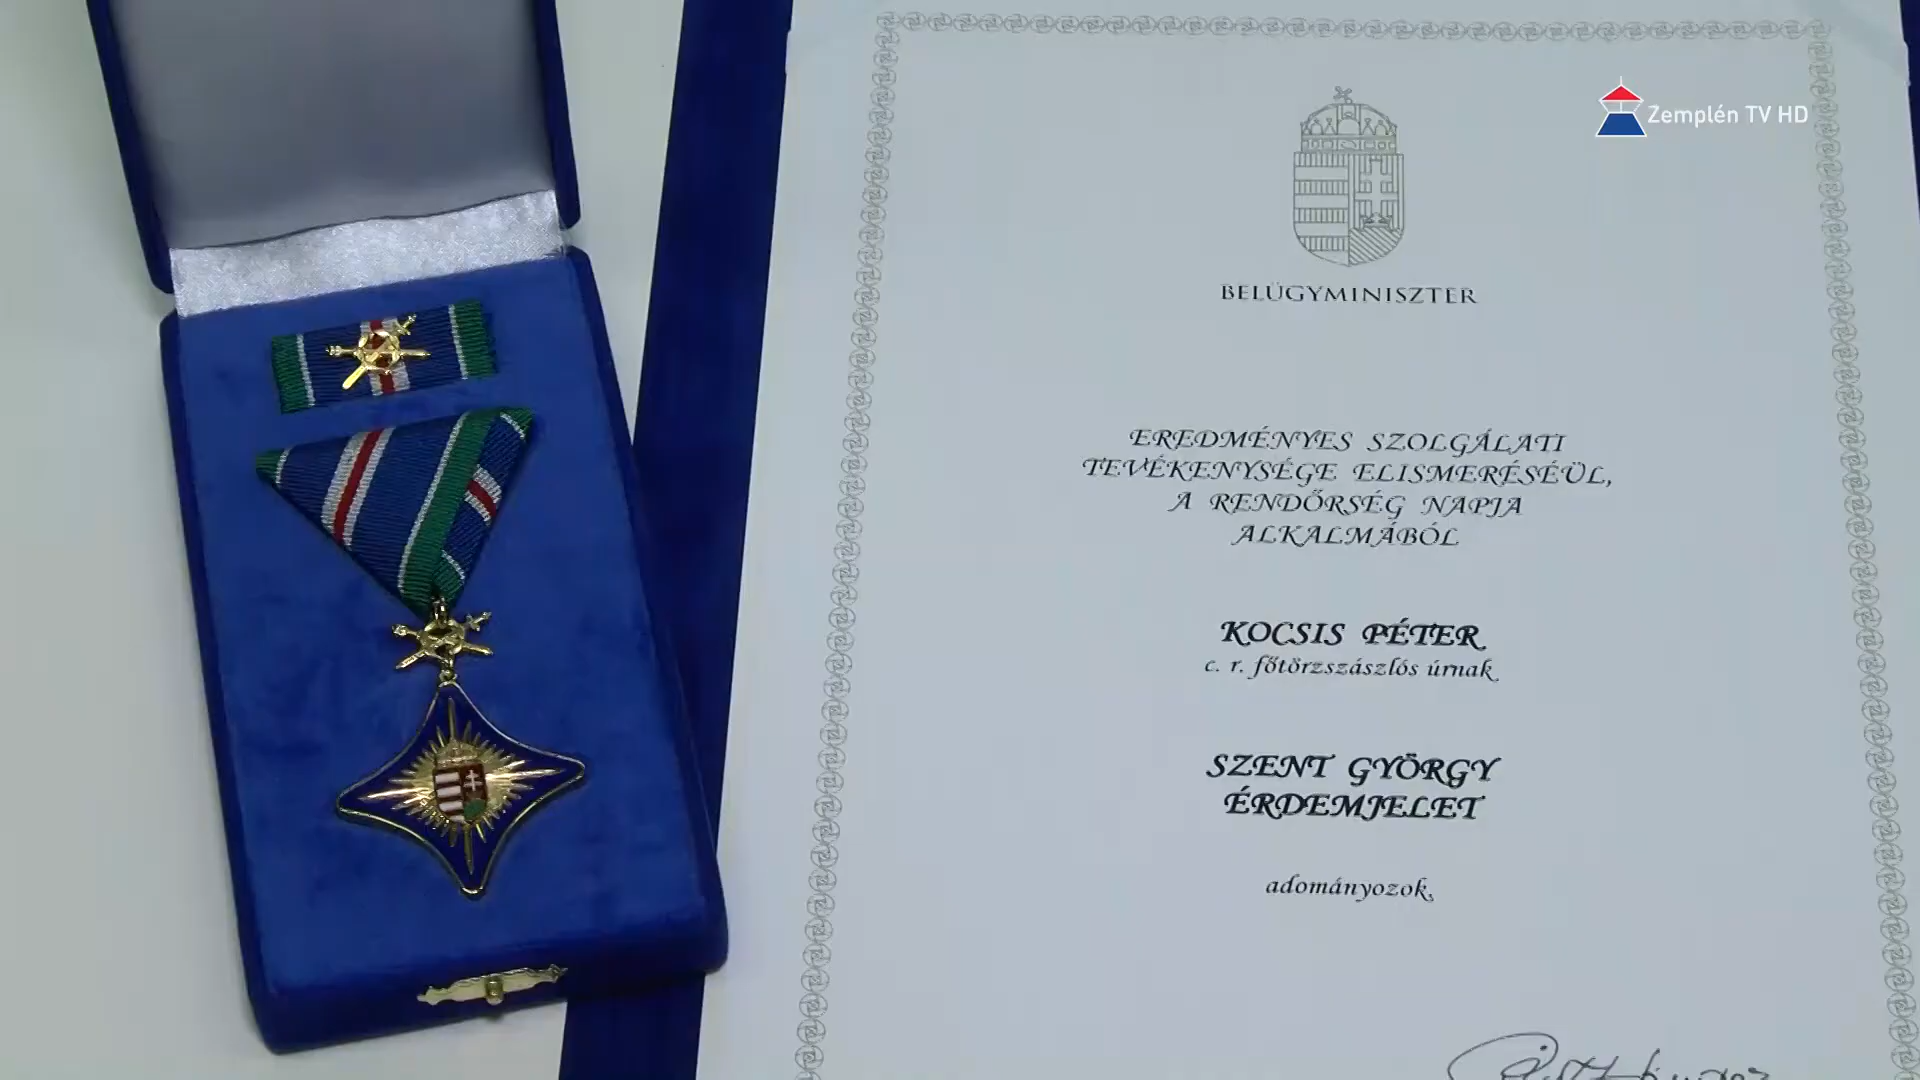 Zemplén TV HD
BELÜGYMINISZTER
EREDMÉNYES SZOLGÁLATI
TEVÉKENYSÉGE ELISMERÉSÉÜL,
A RENDŐRSÉG NAPJA
ALKALMÁBÓL
KOCSIS PÉTER
c. r. főtörzszászlós úrnak
SZENT GYÖRGY
ÉRDEMJELET
adományozok.